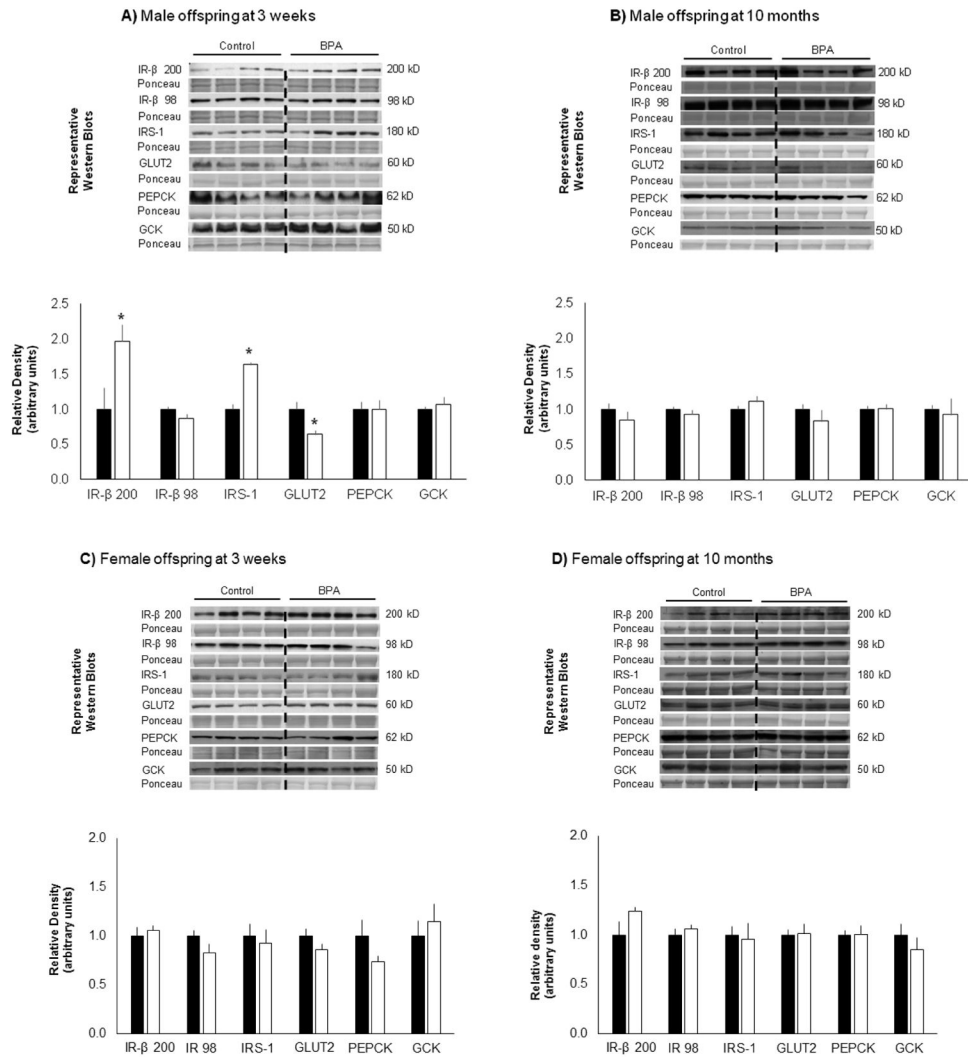 A) Male offspring at 3 weeks
Control BPA
Representative
Western Blots
IR-β 200 200 kD
Ponceau
IR-β 98 98 kD
Ponceau
IRS-1 180 kD
Ponceau
GLUT2 60 kD
Ponceau
PEPCK 62 kD
Ponceau
GCK 50 kD
Ponceau
Relative Density
(arbitrary units)
2.5
2.0
1.5
1.0
0.5
0.0
*
*
*
IR-β 200 IR-β 98 IRS-1 GLUT2 PEPCK GCK
B) Male offspring at 10 months
Control BPA
Representative
Western Blots
IR-β 200 200 kD
Ponceau
IR-β 98 98 kD
Ponceau
IRS-1 180 kD
Ponceau
GLUT2 60 kD
Ponceau
PEPCK 62 kD
Ponceau
GCK 50 kD
Ponceau
Relative Density
(arbitrary units)
2.5
2.0
1.5
1.0
0.5
0.0
IR-β 200 IR-β 98 IRS-1 GLUT2 PEPCK GCK
C) Female offspring at 3 weeks
Control BPA
Representative
Western Blots
IR-β 200 200 kD
Ponceau
IR-β 98 98 kD
Ponceau
IRS-1 180 kD
Ponceau
GLUT2 60 kD
Ponceau
PEPCK 62 kD
Ponceau
GCK 50 kD
Ponceau
Relative Density
(arbitrary units)
2.0
1.5
1.0
0.5
0.0
IR-β 200 IR 98 IRS-1 GLUT2 PEPCK GCK
D) Female offspring at 10 months
Control BPA
Representative
Western Blots
IR-β 200 200 kD
Ponceau
IR-β 98 98 kD
Ponceau
IRS-1 180 kD
Ponceau
GLUT2 60 kD
Ponceau
PEPCK 62 kD
Ponceau
GCK 50 kD
Ponceau
Relative density
(arbitrary units)
2.0
1.5
1.0
0.5
0.0
IR-β 200 IR 98 IRS-1 GLUT2 PEPCK GCK